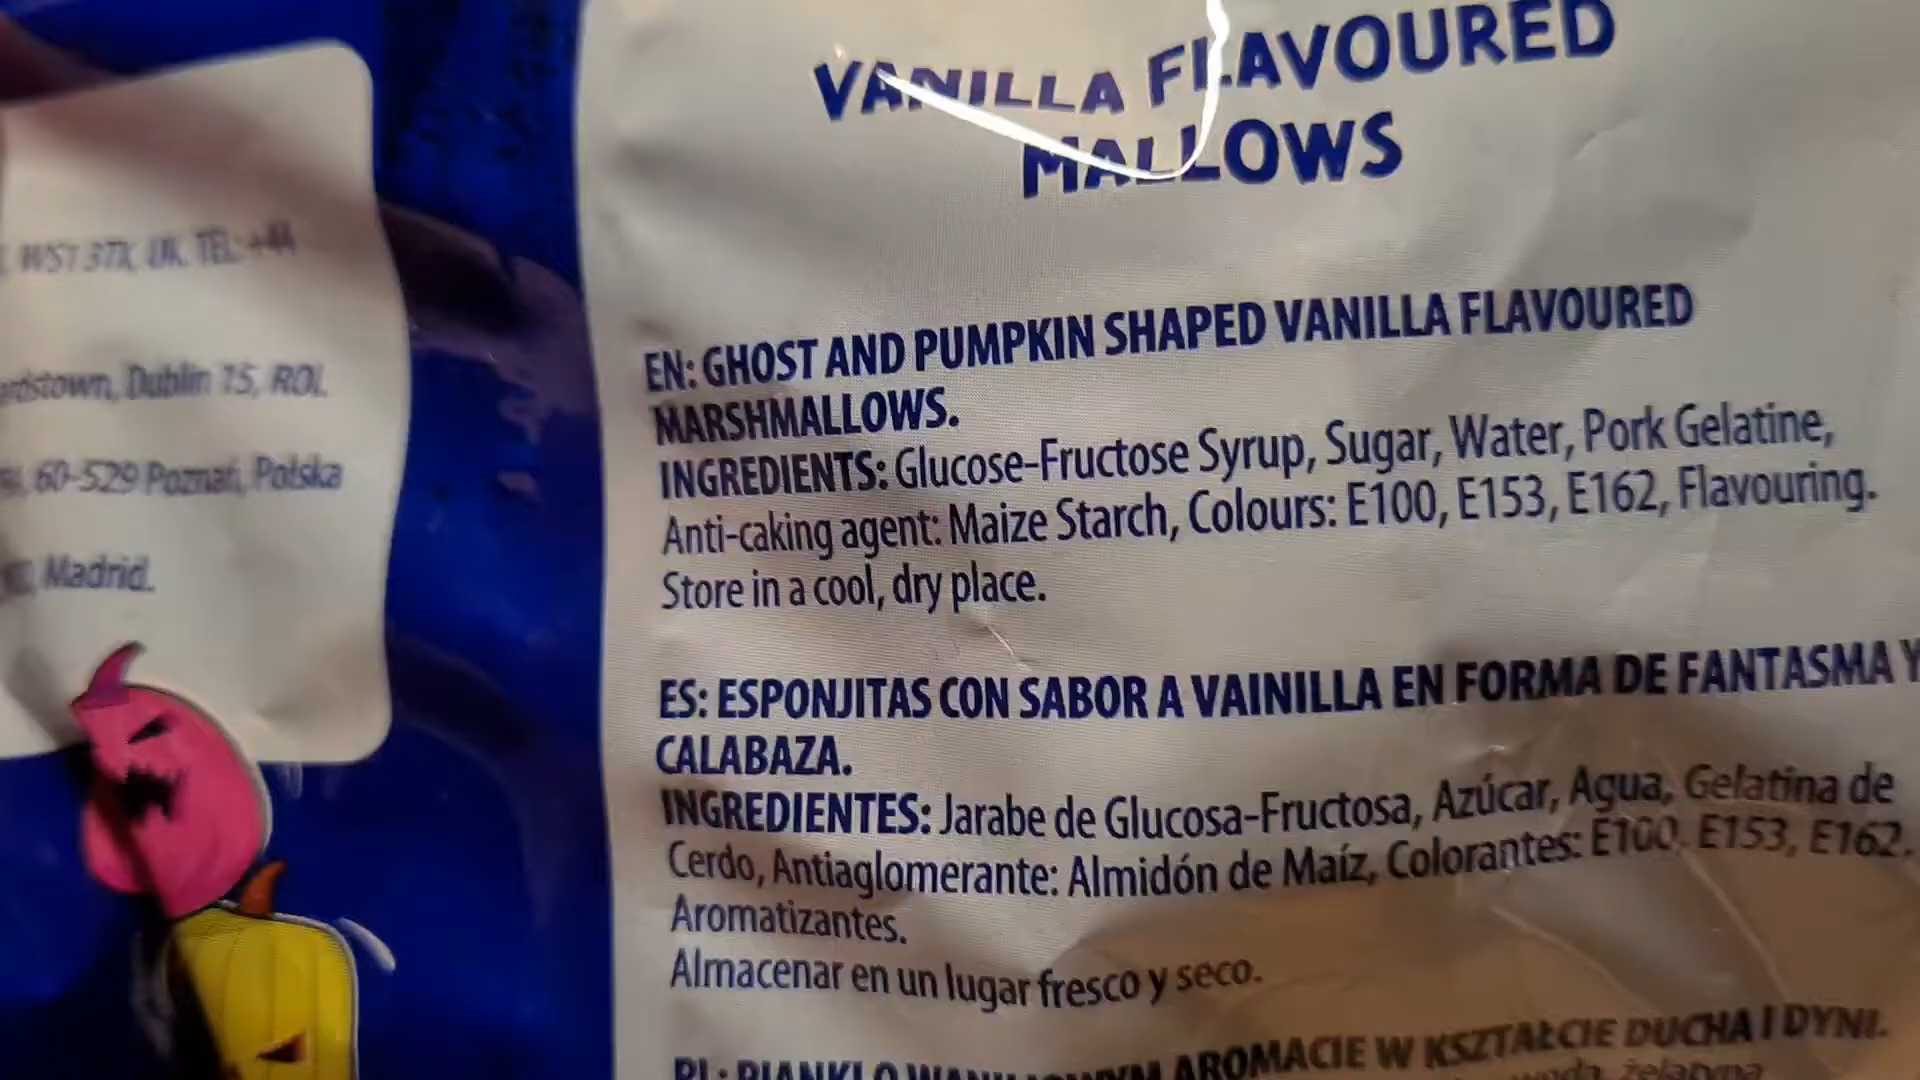 VANILLA FLAVOURED
MALLOWS
WS1 3TX, UK, TEL: +44
Dublin 15, ROI.
60-529 Poznań, Polska
Madrid.
EN: GHOST AND PUMPKIN SHAPED VANILLA FLAVOURED
MARSHMALLOWS.
INGREDIENTS: Glucose-Fructose Syrup, Sugar, Water, Pork Gelatine,
Anti-caking agent: Maize Starch, Colours: E100, E153, E162, Flavouring.
Store in a cool, dry place.
ES: ESPONJITAS CON SABOR A VAINILLA EN FORMA DE FANTASMA Y
CALABAZA.
INGREDIENTES: Jarabe de Glucosa-Fructosa, Azúcar, Agua, Gelatina de
Cerdo, Antiaglomerante: Almidón de Maíz, Colorantes: E100, E153, E162.
Aromatizantes.
Almacenar en un lugar fresco y seco.
AROMACIE W KSZTAŁCIE DUCHA I DYNI.